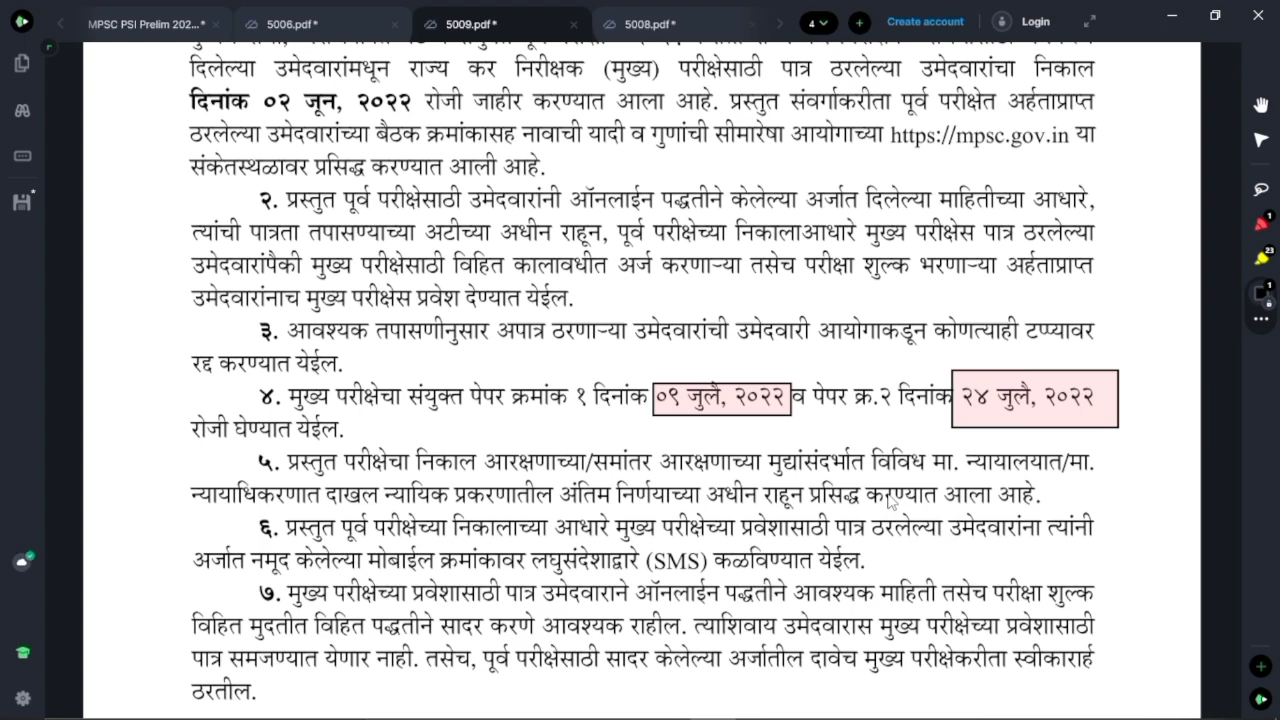 MPSC PSI Prelim 202...*
5006.pdf*
5009.pdf*
5008.pdf*
4
Create account
Login
दिलेल्या उमेदवारांमधून राज्य कर निरीक्षक (मुख्य) परीक्षेसाठी पात्र ठरलेल्या उमेदवारांचा निकाल
दिनांक ०२ जून, २०२२ रोजी जाहीर करण्यात आला आहे. प्रस्तुत संवर्गाकरीता पूर्व परीक्षेत अर्हताप्राप्त
ठरलेल्या उमेदवारांच्या बैठक क्रमांकासह नावाची यादी व गुणांची सीमारेषा आयोगाच्या https://mpsc.gov.in या
संकेतस्थळावर प्रसिद्ध करण्यात आली आहे.
२. प्रस्तुत पूर्व परीक्षेसाठी उमेदवारांनी ऑनलाईन पद्धतीने केलेल्या अर्जात दिलेल्या माहितीच्या आधारे,
त्यांची पात्रता तपासण्याच्या अटीच्या अधीन राहून, पूर्व परीक्षेच्या निकालाआधारे मुख्य परीक्षेस पात्र ठरलेल्या
उमेदवारांपैकी मुख्य परीक्षेसाठी विहित कालावधीत अर्ज करणाऱ्या तसेच परीक्षा शुल्क भरणाऱ्या अर्हताप्राप्त
उमेदवारांनाच मुख्य परीक्षेस प्रवेश देण्यात येईल.
३. आवश्यक तपासणीनुसार अपात्र ठरणाऱ्या उमेदवारांची उमेदवारी आयोगाकडून कोणत्याही टप्प्यावर
रद्द करण्यात येईल.
४. मुख्य परीक्षेचा संयुक्त पेपर क्रमांक १ दिनांक ०९ जुलै, २०२२ व पेपर क्र.२ दिनांक २४ जुलै, २०२२
रोजी घेण्यात येईल.
५. प्रस्तुत परीक्षेचा निकाल आरक्षणाच्या/समांतर आरक्षणाच्या मुद्यांसंदर्भात विविध मा. न्यायालयात/मा.
न्यायाधिकरणात दाखल न्यायिक प्रकरणातील अंतिम निर्णयाच्या अधीन राहून प्रसिद्ध करण्यात आला आहे.
६. प्रस्तुत पूर्व परीक्षेच्या निकालाच्या आधारे मुख्य परीक्षेच्या प्रवेशासाठी पात्र ठरलेल्या उमेदवारांना त्यांनी
अर्जात नमूद केलेल्या मोबाईल क्रमांकावर लघुसंदेशाद्वारे (SMS) कळविण्यात येईल.
७. मुख्य परीक्षेच्या प्रवेशासाठी पात्र उमेदवाराने ऑनलाईन पद्धतीने आवश्यक माहिती तसेच परीक्षा शुल्क
विहित मुदतीत विहित पद्धतीने सादर करणे आवश्यक राहील. त्याशिवाय उमेदवारास मुख्य परीक्षेच्या प्रवेशासाठी
पात्र समजण्यात येणार नाही. तसेच, पूर्व परीक्षेसाठी सादर केलेल्या अर्जातील दावेच मुख्य परीक्षेकरीता स्वीकारार्ह
ठरतील.
1
23
1